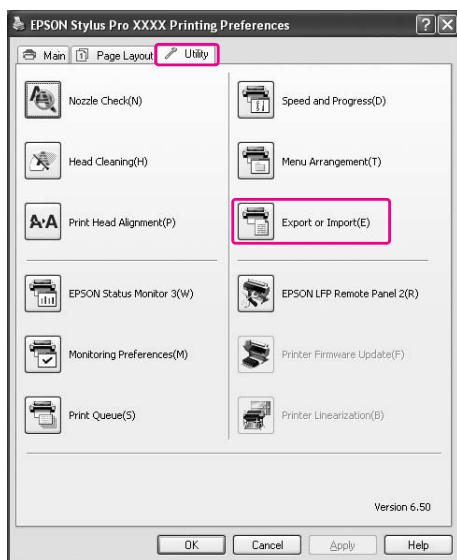 EPSON Stylus Pro XXXX Printing Preferences
Main
Page Layout
Utility
Nozzle Check(N)
Speed and Progress(D)
Head Cleaning(H)
Menu Arrangement(T)
A·A
Print Head Alignment(P)
Export or Import(E)
EPSON Status Monitor 3(W)
EPSON LFP Remote Panel 2(R)
Monitoring Preferences(M)
Printer Firmware Update(F)
Print Queue(S)
Printer Linearization(B)
Version 6.50
OK
Cancel
Apply
Help